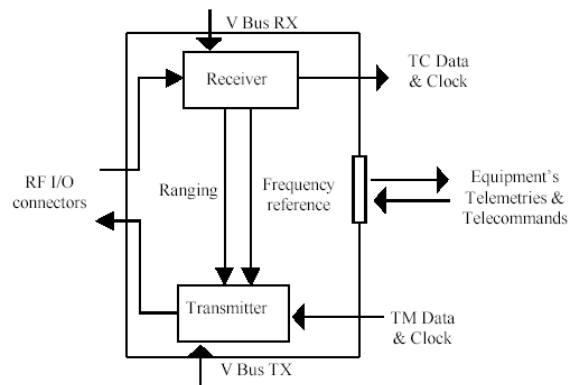 V Bus RX
Receiver
TC Data
& Clock
RF I/O
connectors
Ranging
Frequency
reference
Equipment's
Telemetries &
Telecommands
Transmitter
TM Data
& Clock
V Bus TX